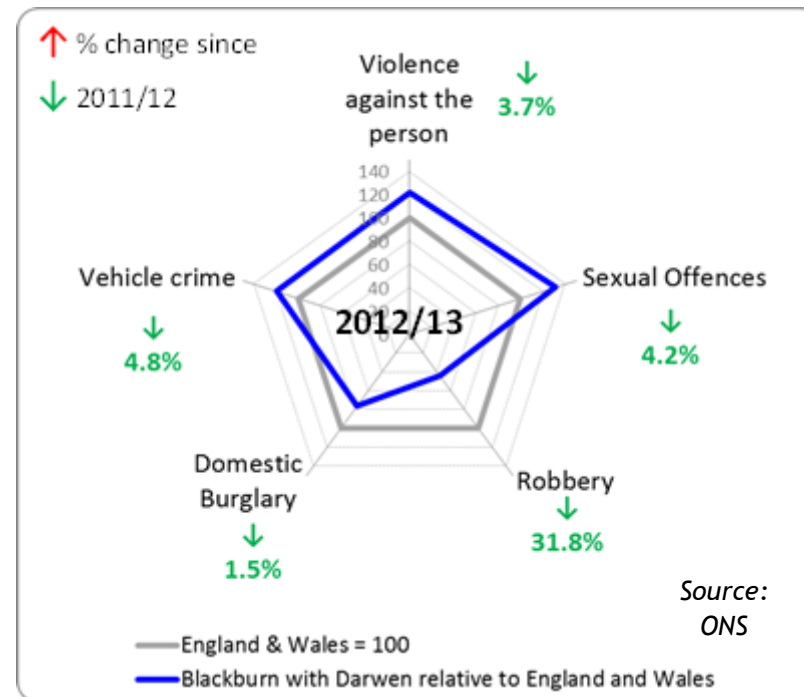 ↑ % change since
↓ 2011/12
Violence
against the
person
↓
3.7%
140
120
100
80
60
40
20
0
2012/13
Vehicle crime
↓
4.8%
Sexual Offences
↓
4.2%
Domestic
Burglary
↓
1.5%
Robbery
↓
31.8%
Source:
ONS
England & Wales = 100
Blackburn with Darwen relative to England and Wales